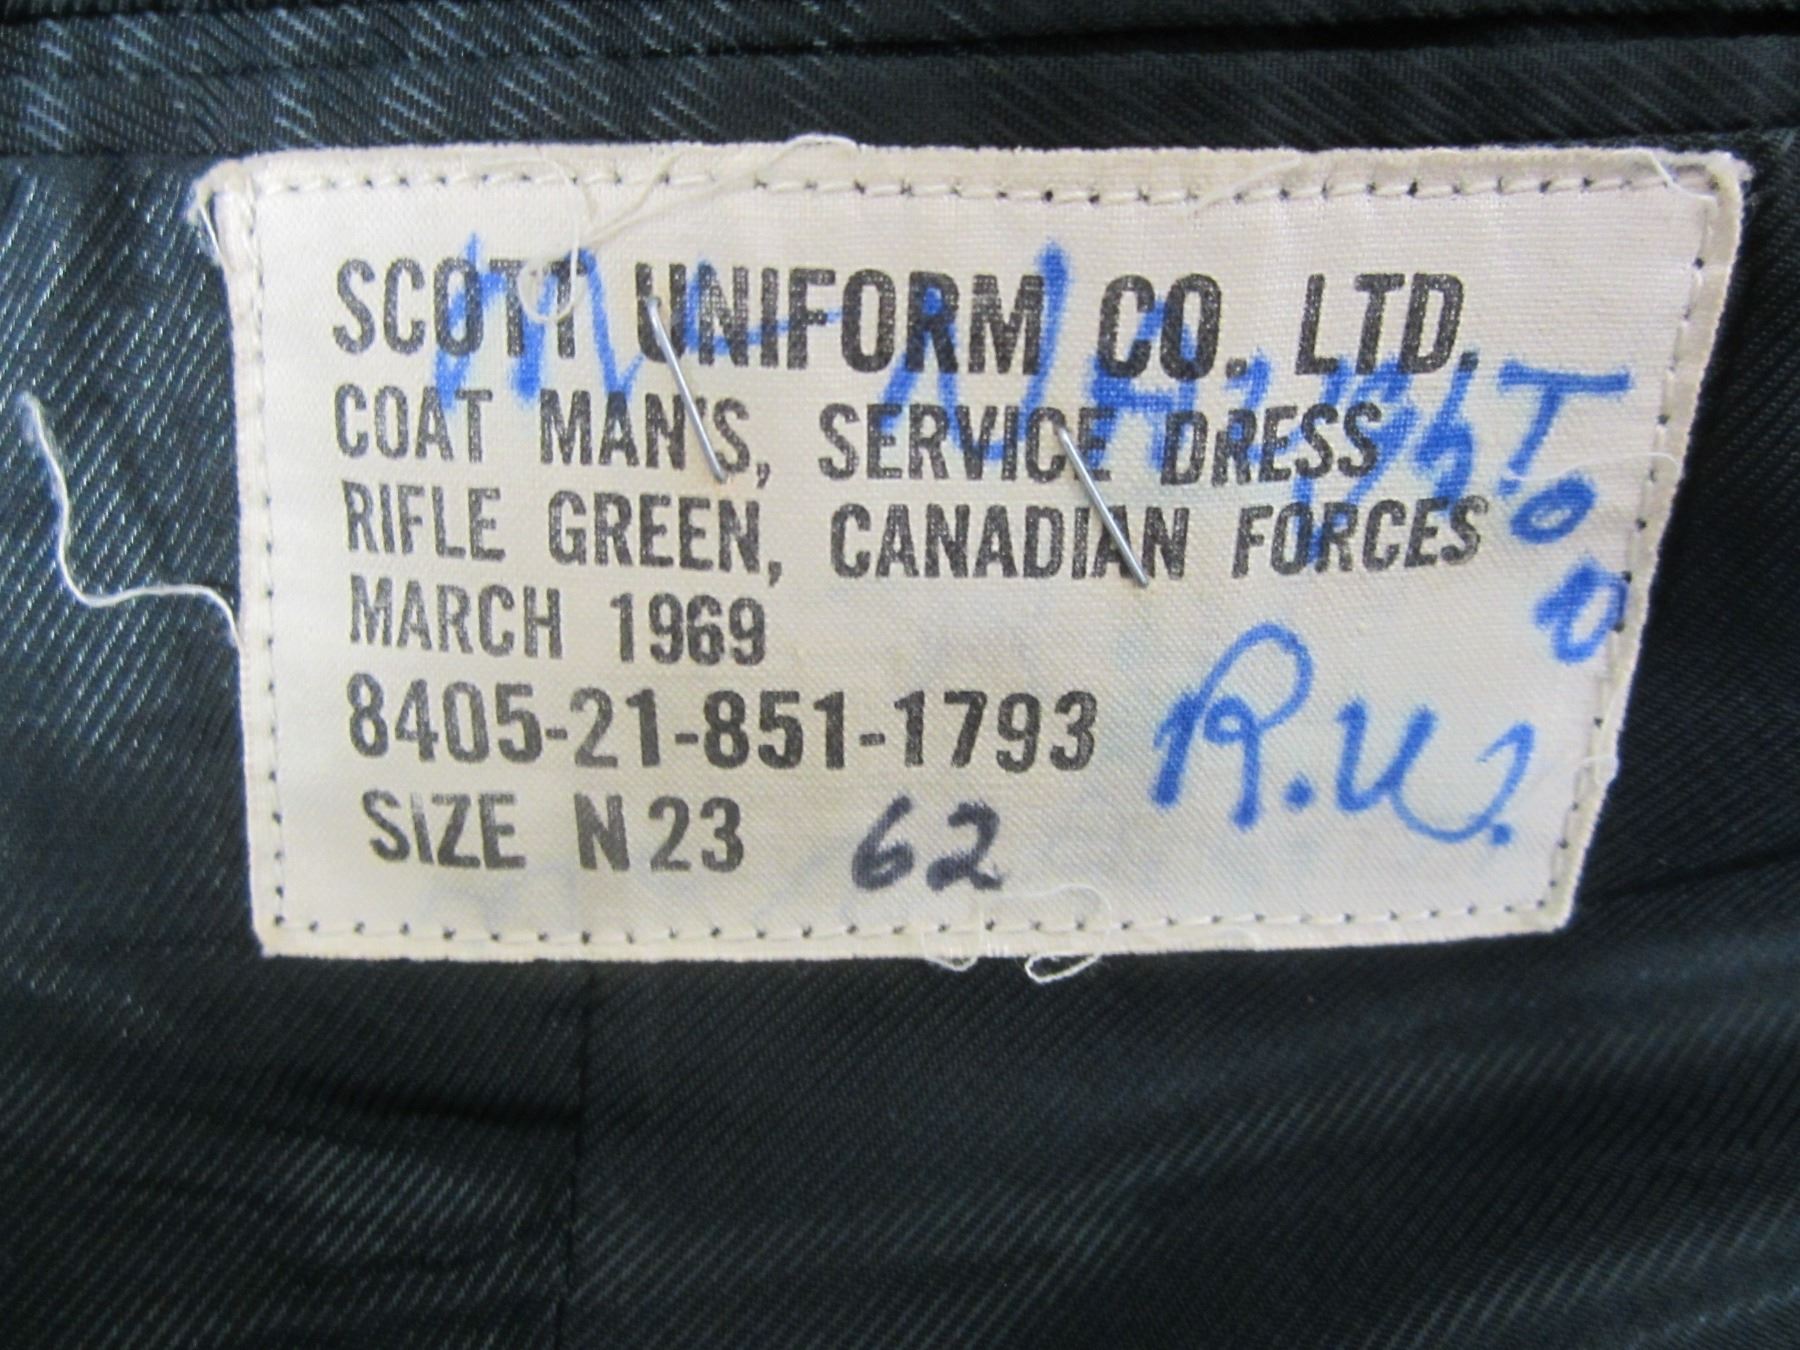 SCOTT UNIFORM CO. LTD.
COAT MAN'S, SERVICE DRESS
RIFLE GREEN, CANADIAN FORCES
MARCH 1969
8405-21-851-1793
SIZE N23 62
R.W.